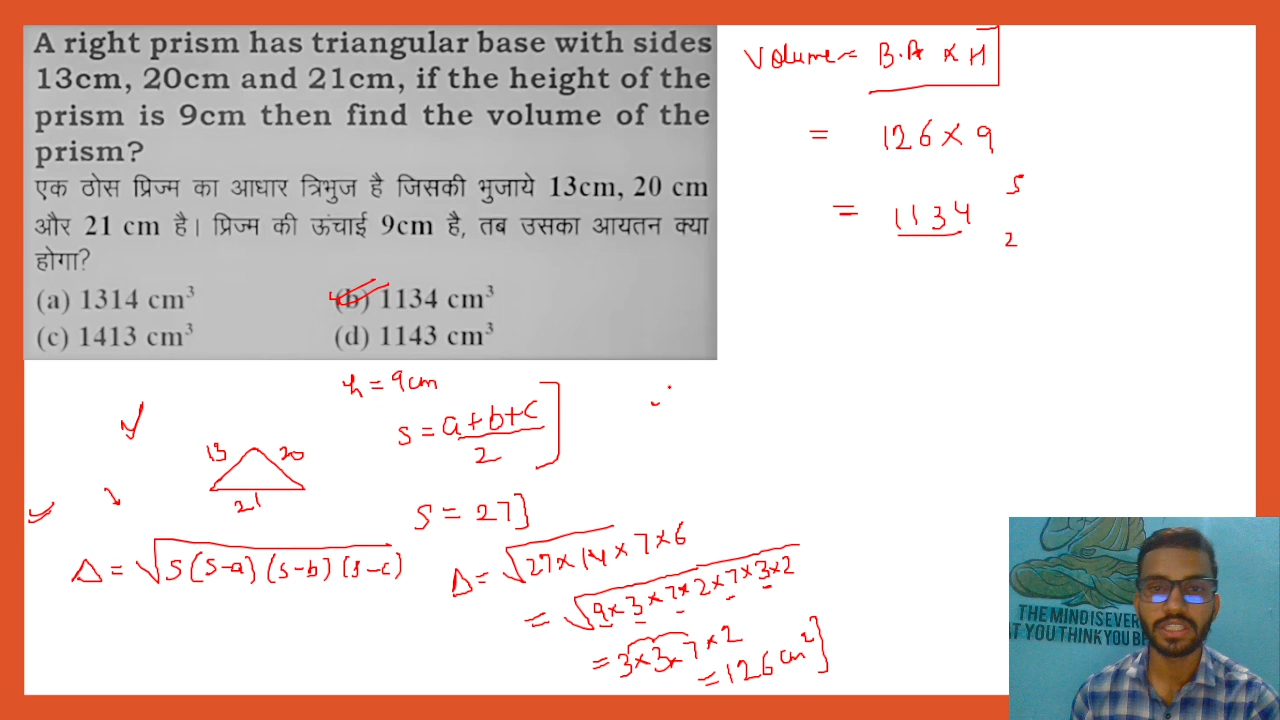 A right prism has triangular base with sides
13cm, 20cm and 21cm, if the height of the
prism is 9cm then find the volume of the
prism?
एक ठोस प्रिज्म का आधार त्रिभुज है जिसकी भुजाये 13cm, 20 cm
और 21 cm है। प्रिज्म की ऊंचाई 9cm है, तब उसका आयतन क्या
होगा?
(a) 1314 cm³ (b) 1134 cm³
(c) 1413 cm³ (d) 1143 cm³
Volume = B.A × H
= 126 × 9
= 1134
5
2
h = 9cm
s = a+b+c
2
13 20
21
s = 27
Δ = √s(s-a)(s-b)(s-c)
Δ = √27×14×7×6
= √9×3×7×2×7×3×2
= 3×3×7×2
= 126 cm²
THE MIND IS EVER
AT YOU THINK YOU BE